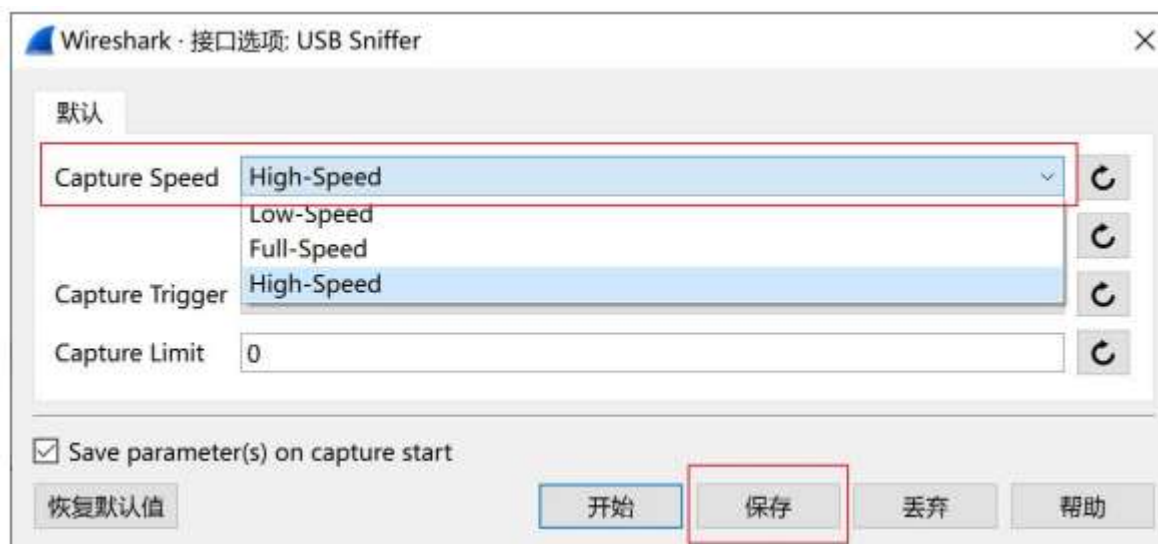 Wireshark · 接口选项: USB Sniffer
默认
Capture Speed High-Speed
Low-Speed
Full-Speed
High-Speed
Capture Trigger
Capture Limit 0
Save parameter(s) on capture start
恢复默认值 开始 保存 丢弃 帮助